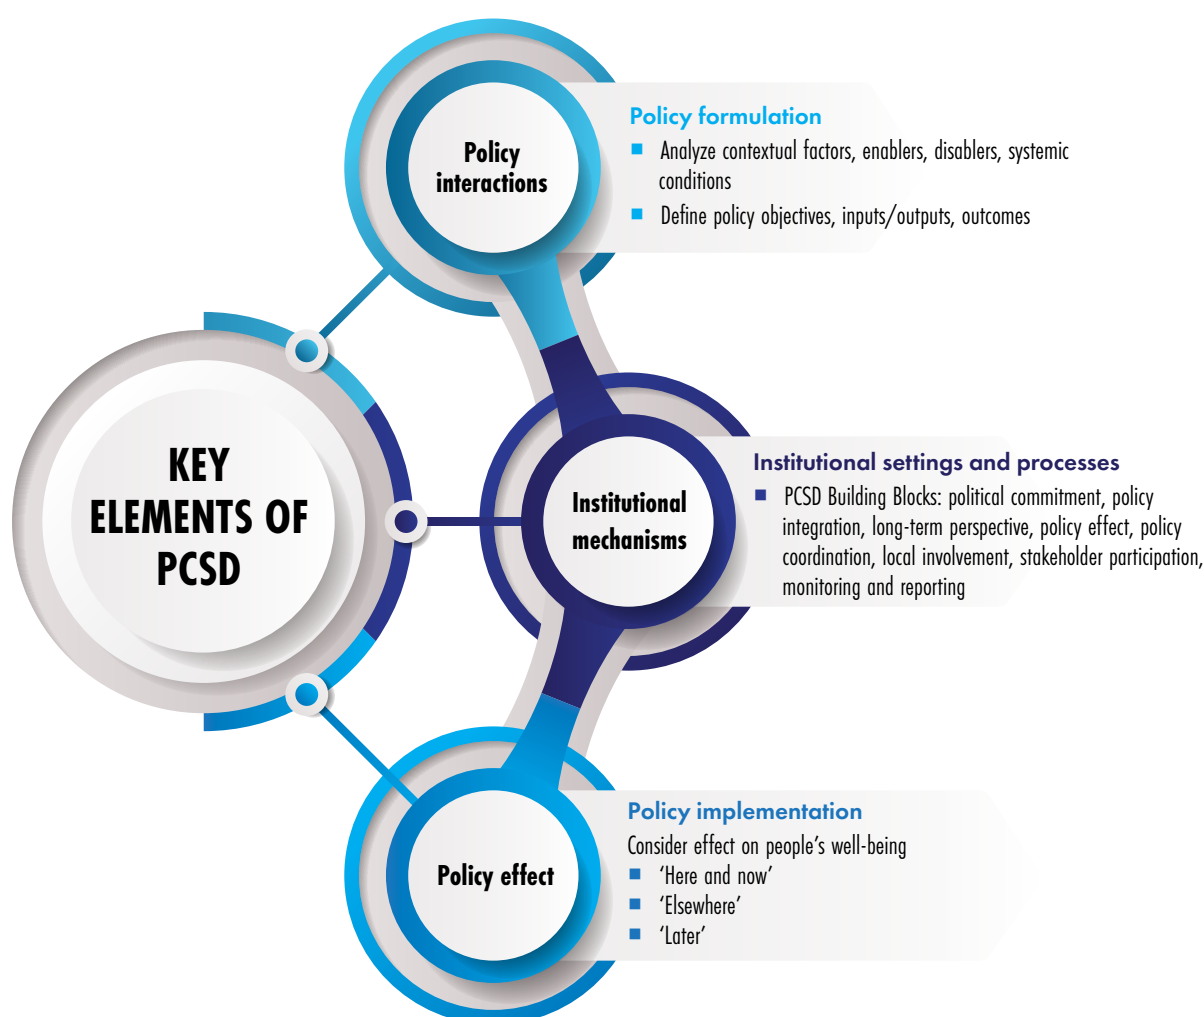 KEY
ELEMENTS OF
PCSD
Policy
interactions
Policy formulation
Analyze contextual factors, enablers, disablers, systemic
conditions
Define policy objectives, inputs/outputs, outcomes
Institutional
mechanisms
Institutional settings and processes
PCSD Building Blocks: political commitment, policy
integration, long-term perspective, policy effect, policy
coordination, local involvement, stakeholder participation,
monitoring and reporting
Policy effect
Policy implementation
Consider effect on people’s well-being
‘Here and now’
‘Elsewhere’
‘Later’